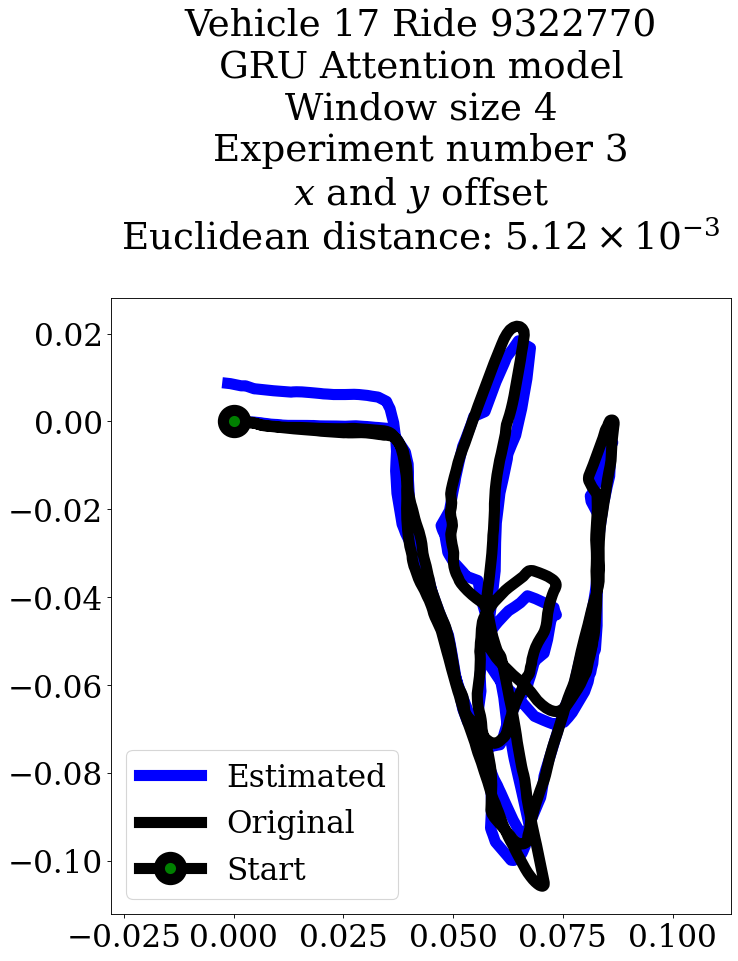 Vehicle 17 Ride 9322770
GRU Attention model
Window size 4
Experiment number 3
x and y offset
Euclidean distance: 5.12 × 10⁻³
0.02
0.00
−0.02
−0.04
−0.06
−0.08
−0.10
Estimated
Original
Start
−0.025 0.000 0.025 0.050 0.075 0.100